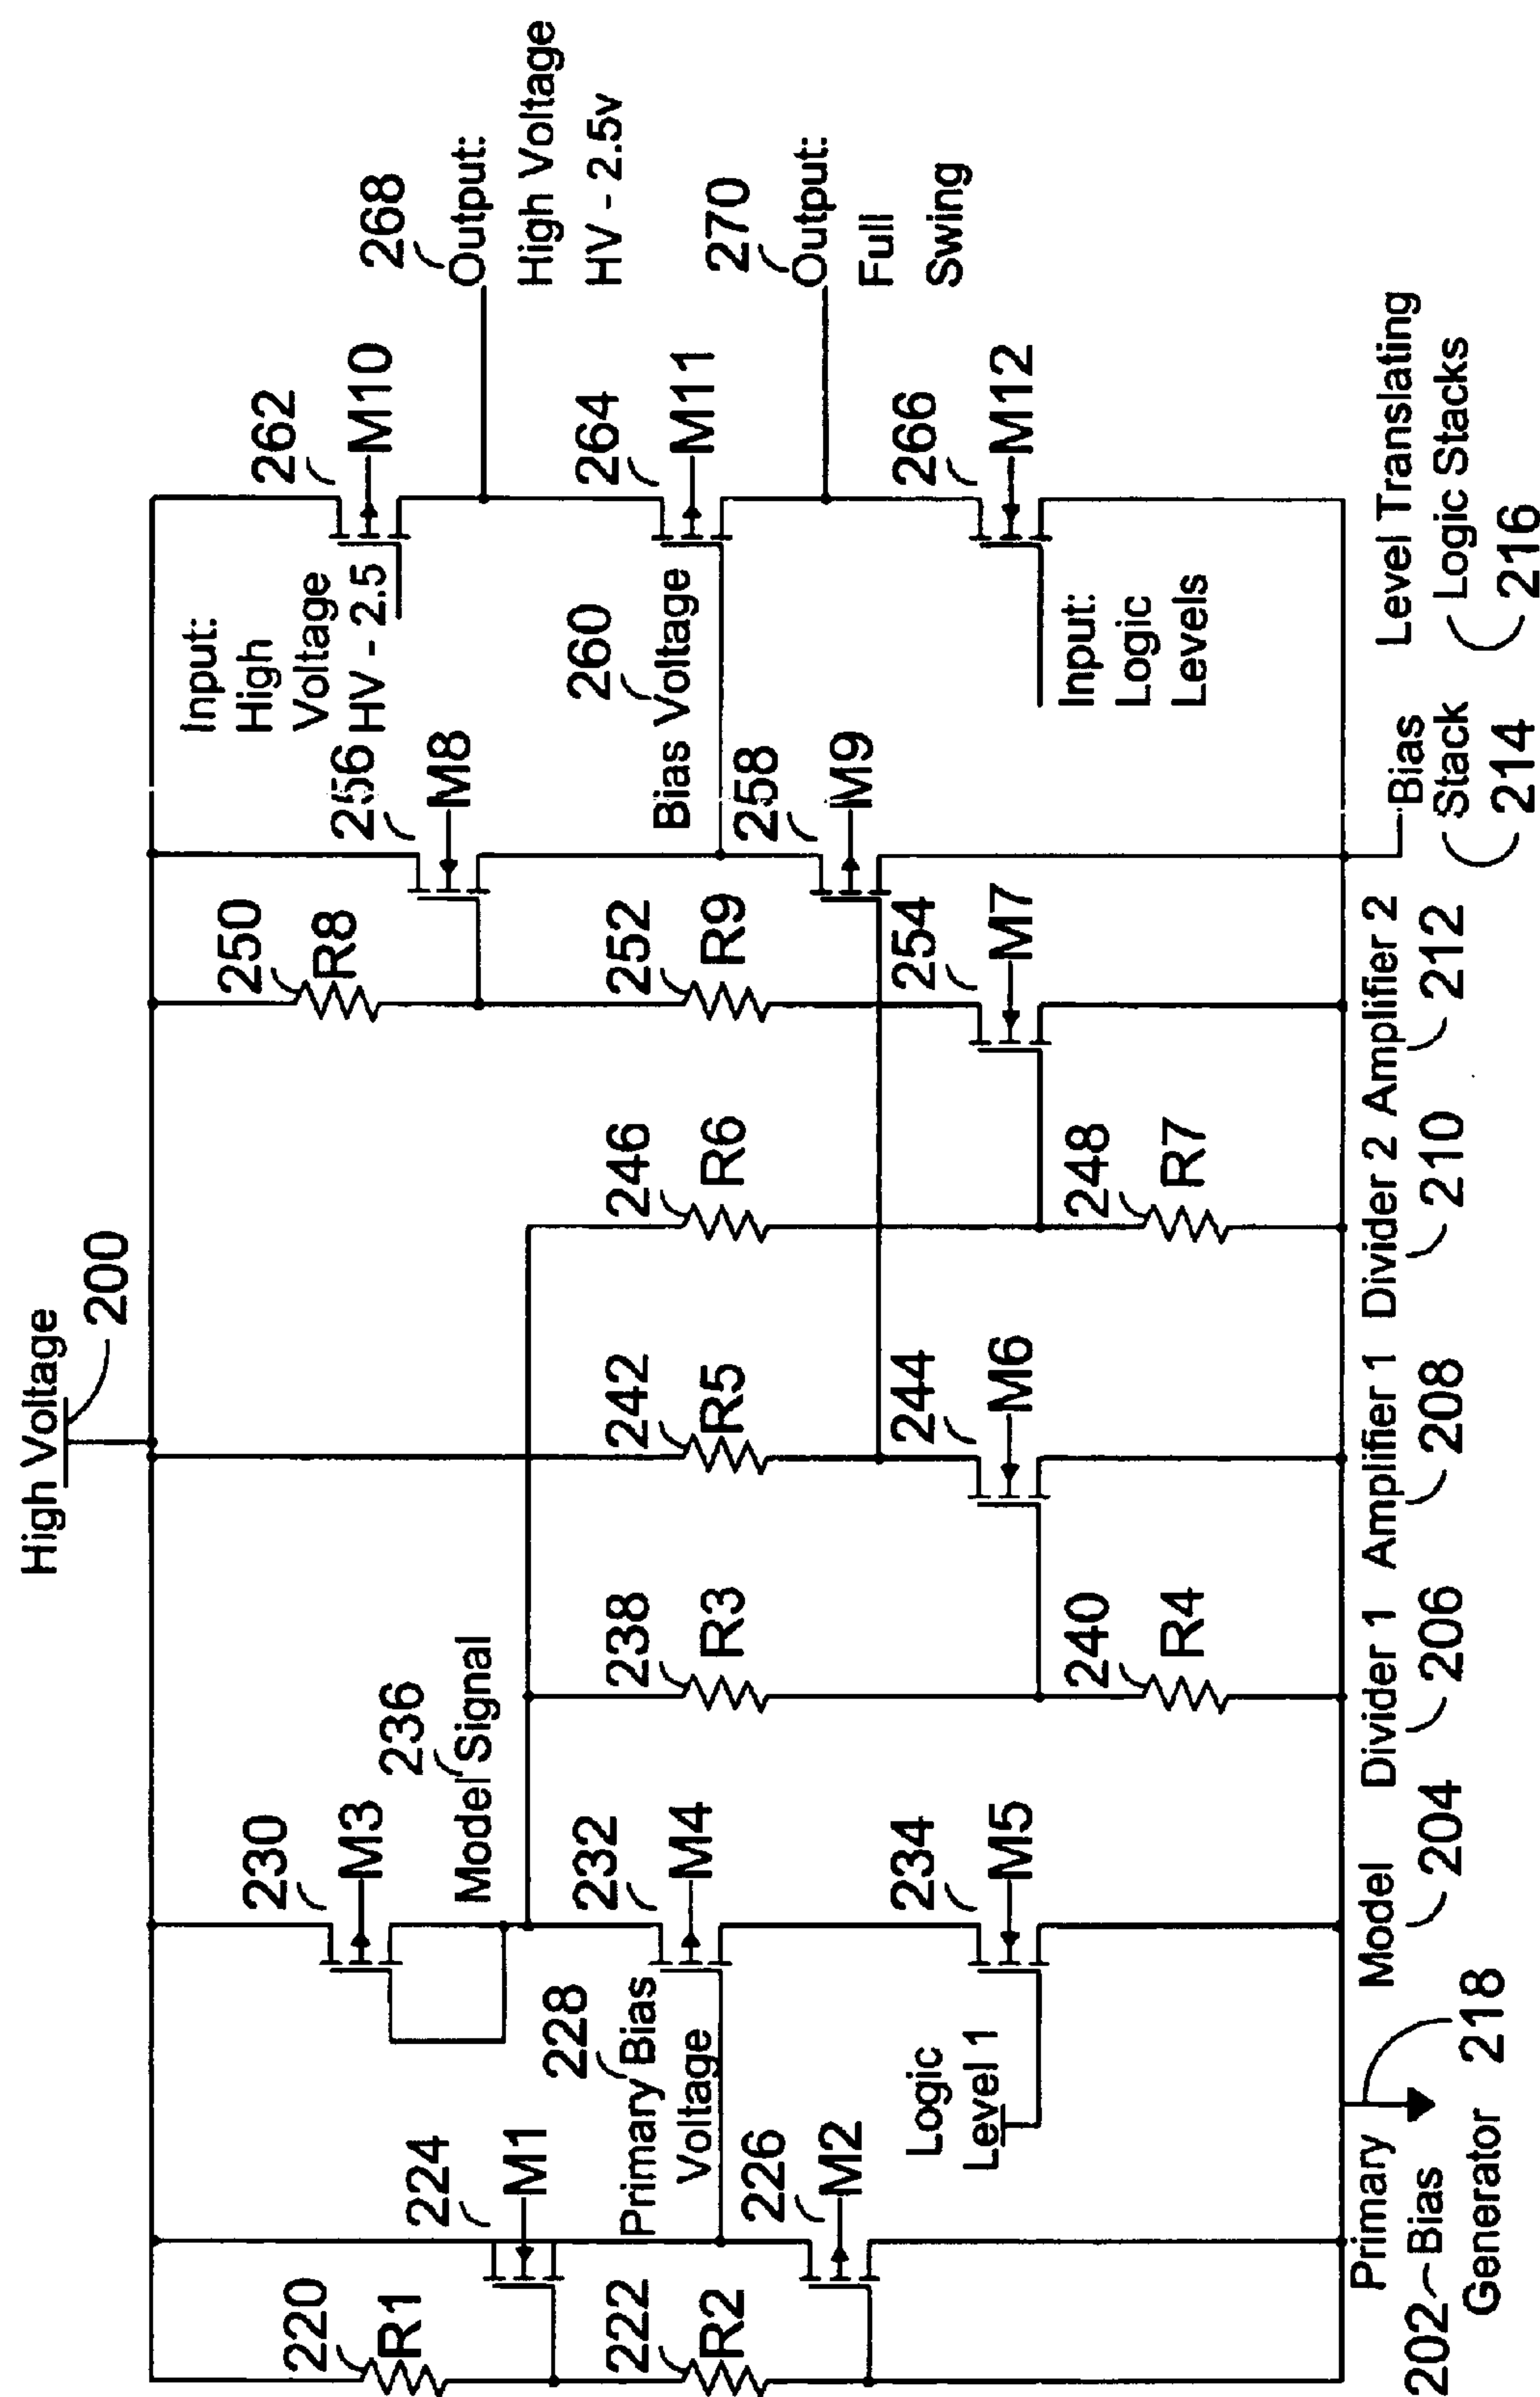 High Voltage
200
220
R1
222
R2
224
M1
226
M2
228
Primary Bias
Voltage
Logic
Level 1
230
M3
232
M4
234
M5
236
Model Signal
238
R3
240
R4
242
R5
244
M6
246
R6
248
R7
250
R8
252
R9
254
M7
256
M8
258
M9
260
Bias Voltage
Input:
High
Voltage
HV - 2.5
Input:
Logic
Levels
262
M10
264
M11
266
M12
268
Output:
High Voltage
HV - 2.5v
270
Output:
Full
Swing
Primary
202 Bias
Generator
218
Model
204
Divider 1
206
Amplifier 1
208
Divider 2
210
Amplifier 2
212
Bias
Stack
214
Level Translating
Logic Stacks
216